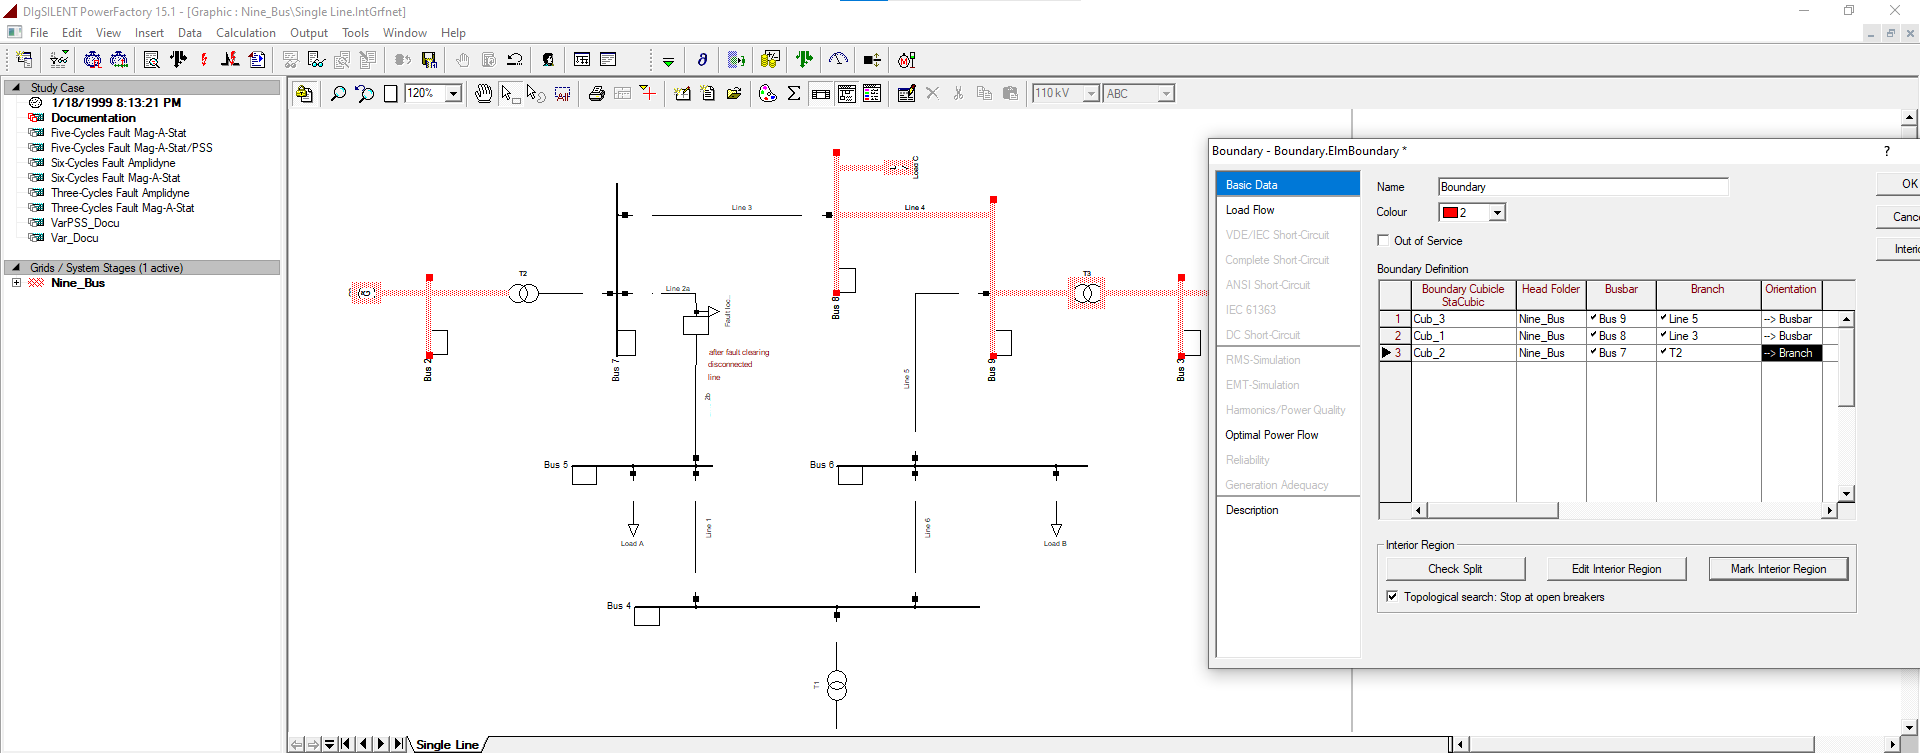 DIgSILENT PowerFactory 15.1 - [Graphic : Nine_Bus\Single Line.IntGrfnet]
File Edit View Insert Data Calculation Output Tools Window Help
120%
110 kV
ABC
Study Case
1/18/1999 8:13:21 PM
Documentation
Five-Cycles Fault Mag-A-Stat
Five-Cycles Fault Mag-A-Stat/PSS
Six-Cycles Fault Amplidyne
Six-Cycles Fault Mag-A-Stat
Three-Cycles Fault Amplidyne
Three-Cycles Fault Mag-A-Stat
VarPSS_Docu
Var_Docu
Grids / System Stages (1 active)
Nine_Bus
Load C
Line 3
Line 4
T2
T3
G
Line 2a
Fault loc.
Bus 8
Bus 2
Bus 7
after fault clearing
disconnected
line
2b
Line 5
Bus 9
Bus 3
Bus 5
Bus 6
Load A
Line 1
Line 6
Load B
Bus 4
T1
Single Line
Boundary - Boundary.ElmBoundary *
?
Basic Data
Load Flow
VDE/IEC Short-Circuit
Complete Short-Circuit
ANSI Short-Circuit
IEC 61363
DC Short-Circuit
RMS-Simulation
EMT-Simulation
Harmonics/Power Quality
Optimal Power Flow
Reliability
Generation Adequacy
Description
Name Boundary
Colour 2
Out of Service
Boundary Definition
Boundary Cubicle Head Folder Busbar Branch Orientation
StaCubic
1 Cub_3 Nine_Bus Bus 9 Line 5 --> Busbar
2 Cub_1 Nine_Bus Bus 8 Line 3 --> Busbar
3 Cub_2 Nine_Bus Bus 7 T2 --> Branch
Interior Region
Check Split Edit Interior Region Mark Interior Region
Topological search: Stop at open breakers
OK
Cance
Interio